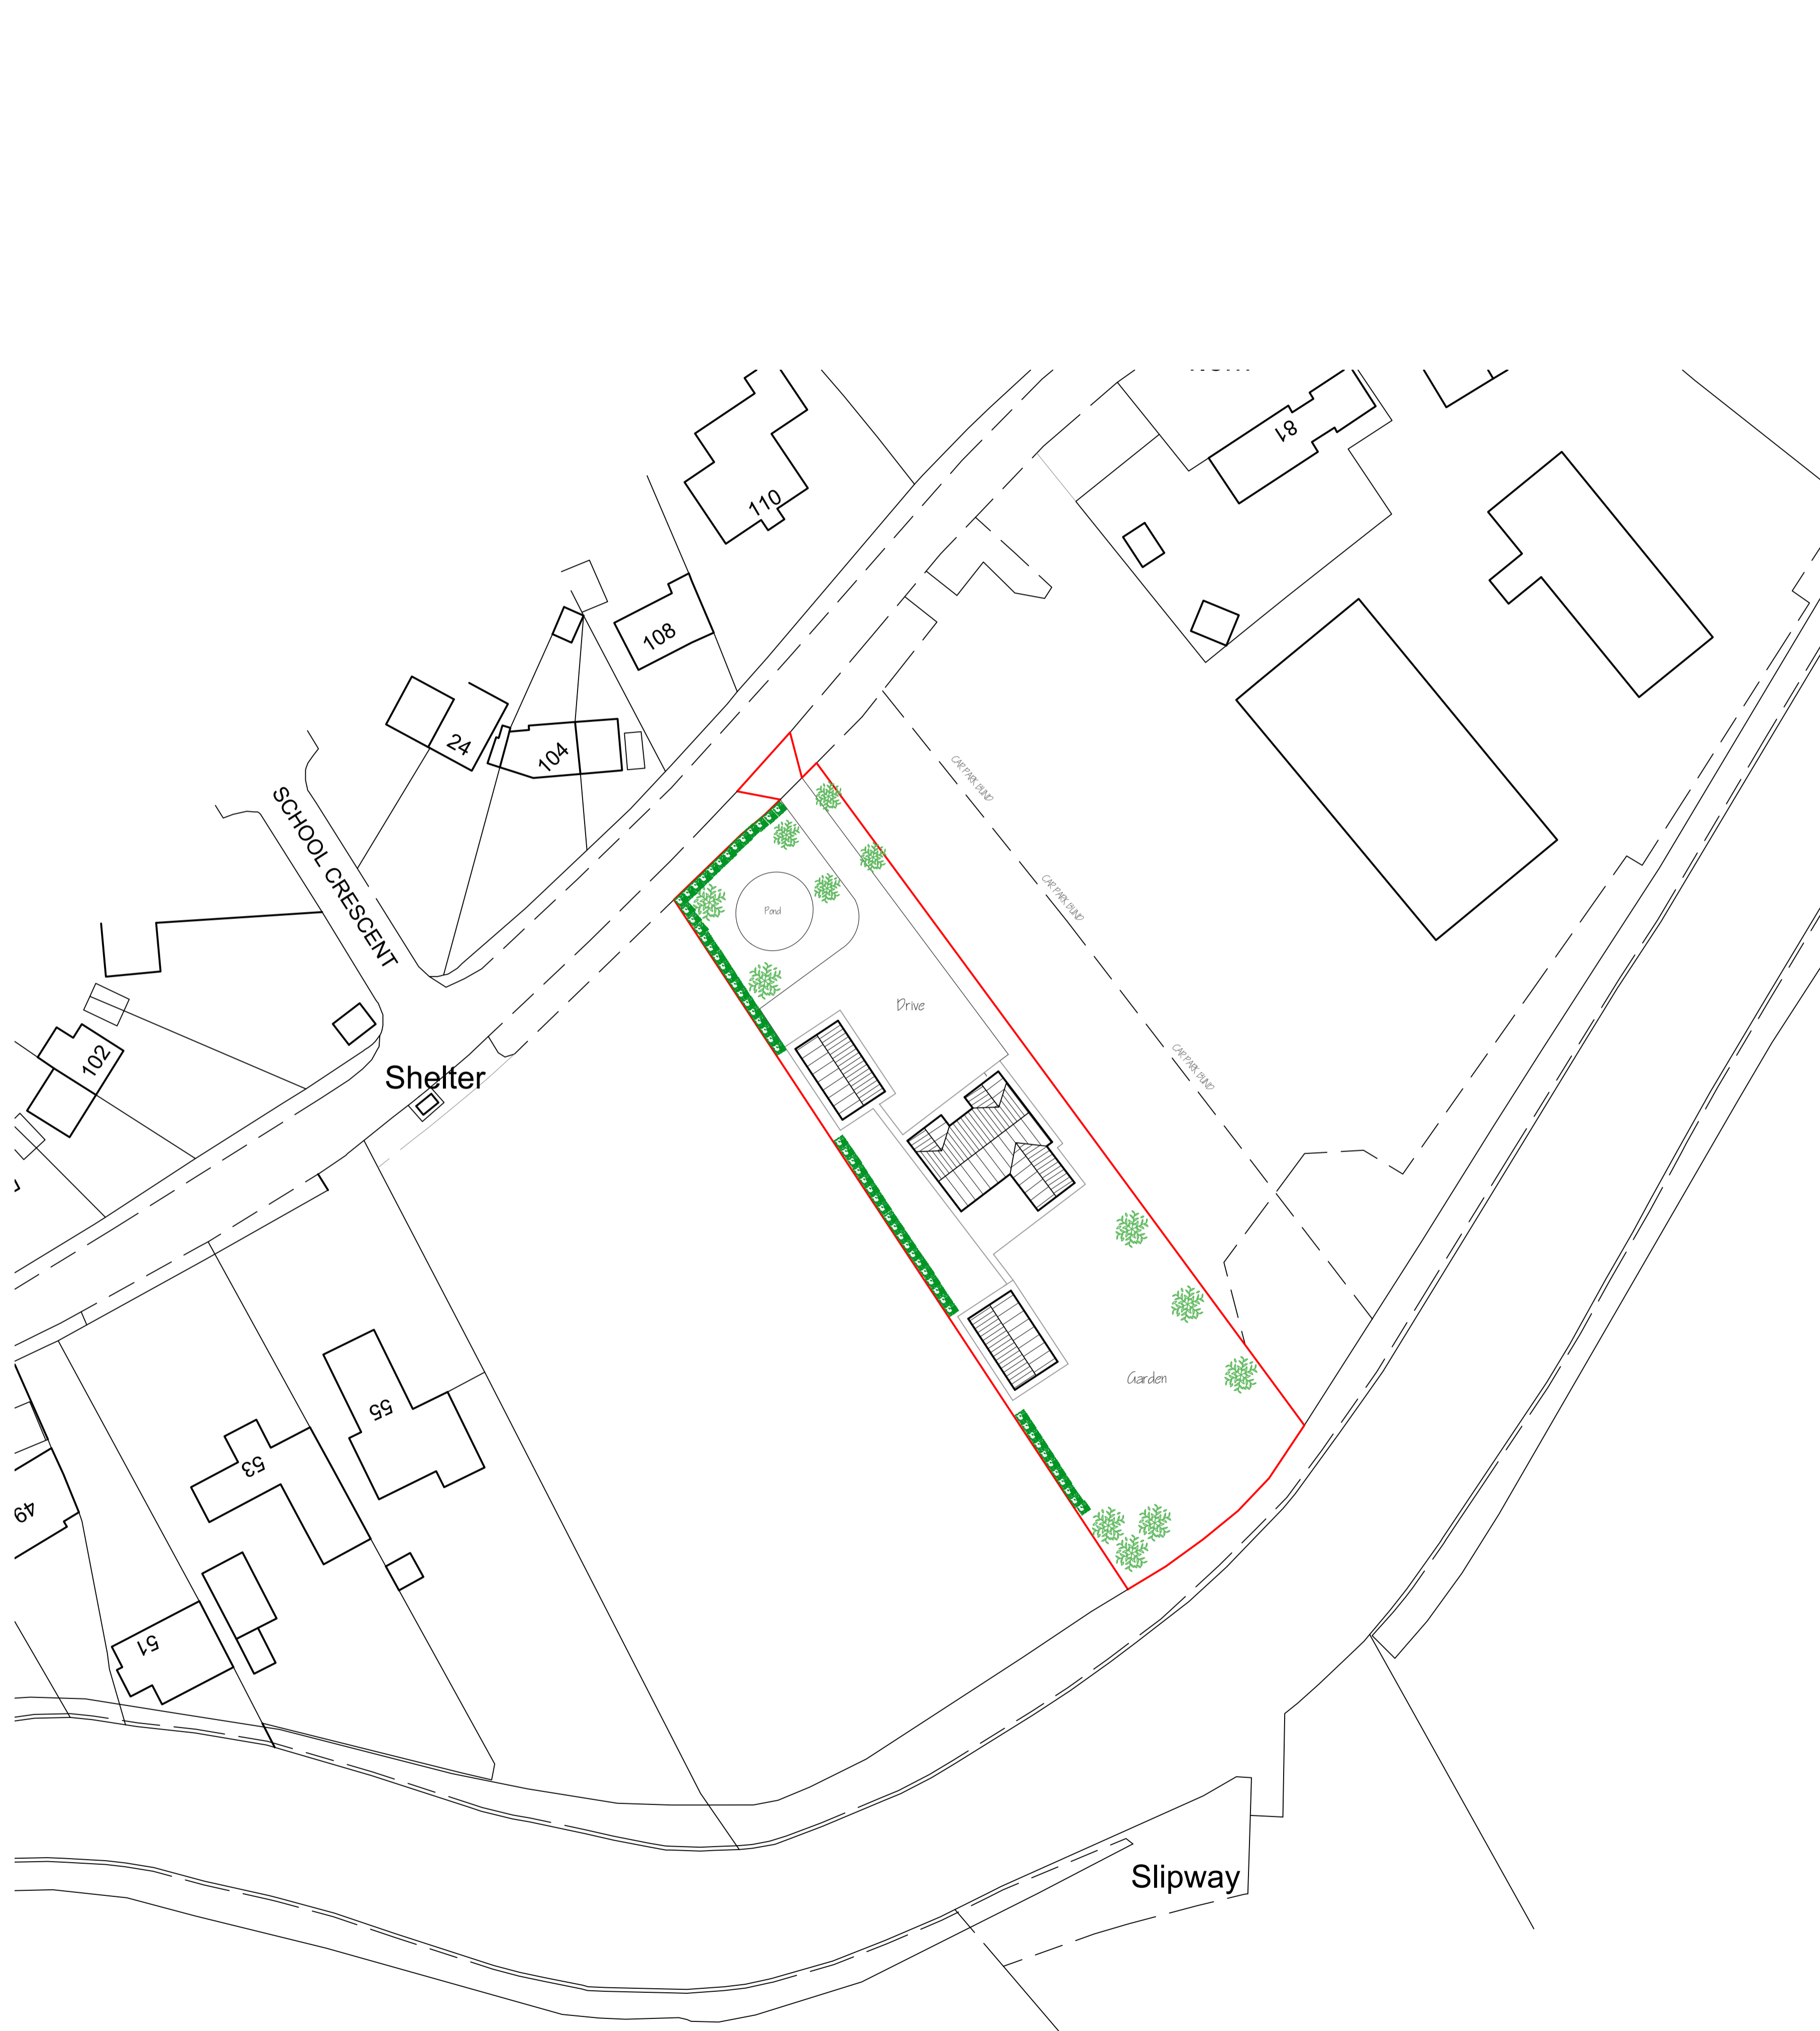 81
110
108
24
104
CAR PARK BUND
SCHOOL CRESCENT
CAR PARK BUND
Pond
Drive
102
Shelter
CAR PARK BUND
Garden
55
53
49
51
Slipway